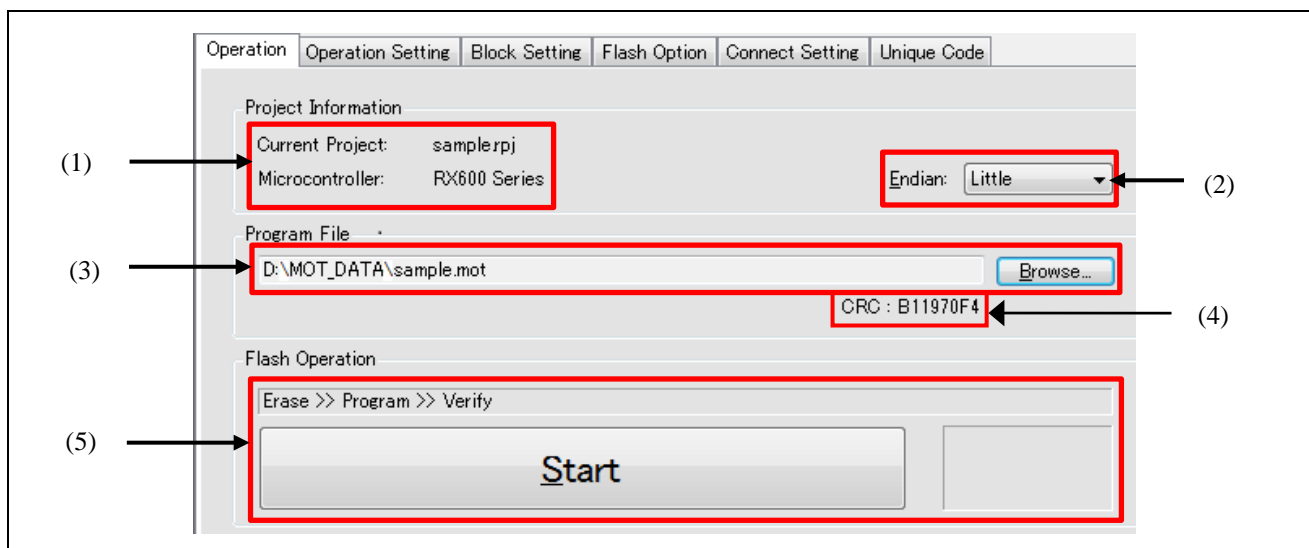 Operation Operation Setting Block Setting Flash Option Connect Setting Unique Code
Project Information
(1)
Current Project: sample.rpj
Microcontroller: RX600 Series
Endian: Little
(2)
Program File
(3)
D:\MOT_DATA\sample.mot
Browse...
CRC : B11970F4
(4)
Flash Operation
Erase >> Program >> Verify
(5)
Start